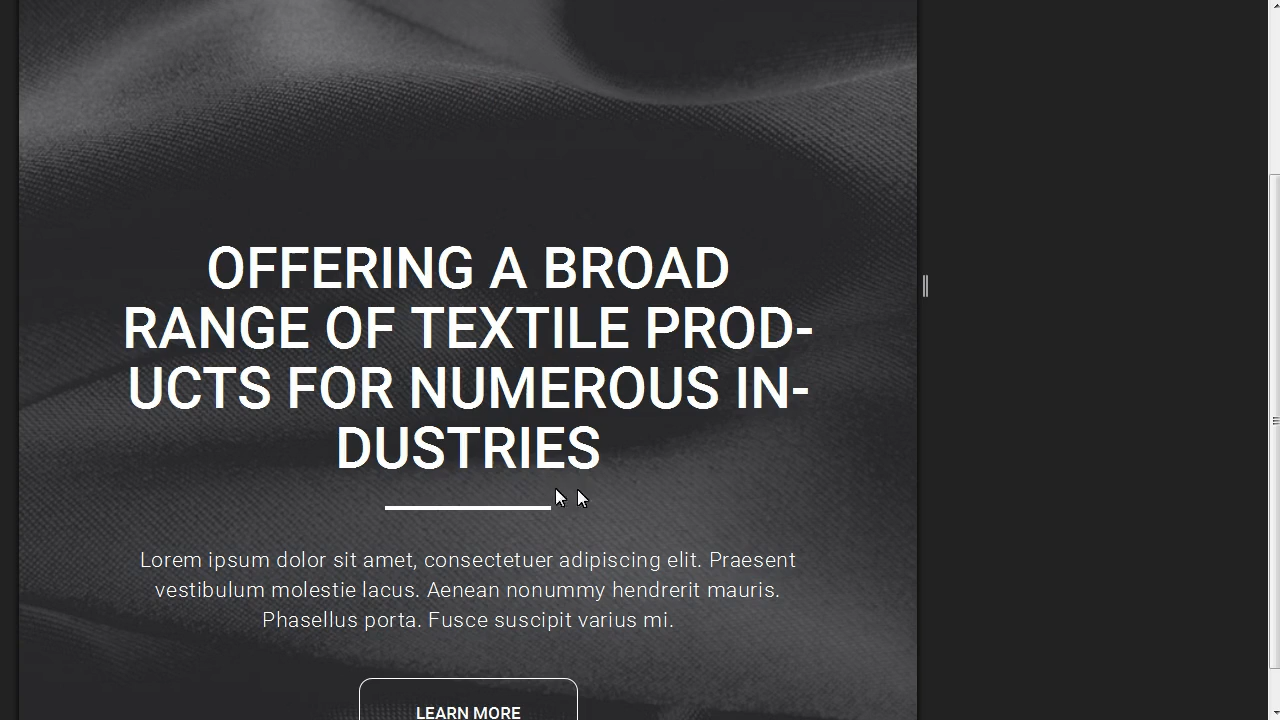 OFFERING A BROAD
RANGE OF TEXTILE PROD-
UCTS FOR NUMEROUS IN-
DUSTRIES
Lorem ipsum dolor sit amet, consectetuer adipiscing elit. Praesent
vestibulum molestie lacus. Aenean nonummy hendrerit mauris.
Phasellus porta. Fusce suscipit varius mi.
LEARN MORE